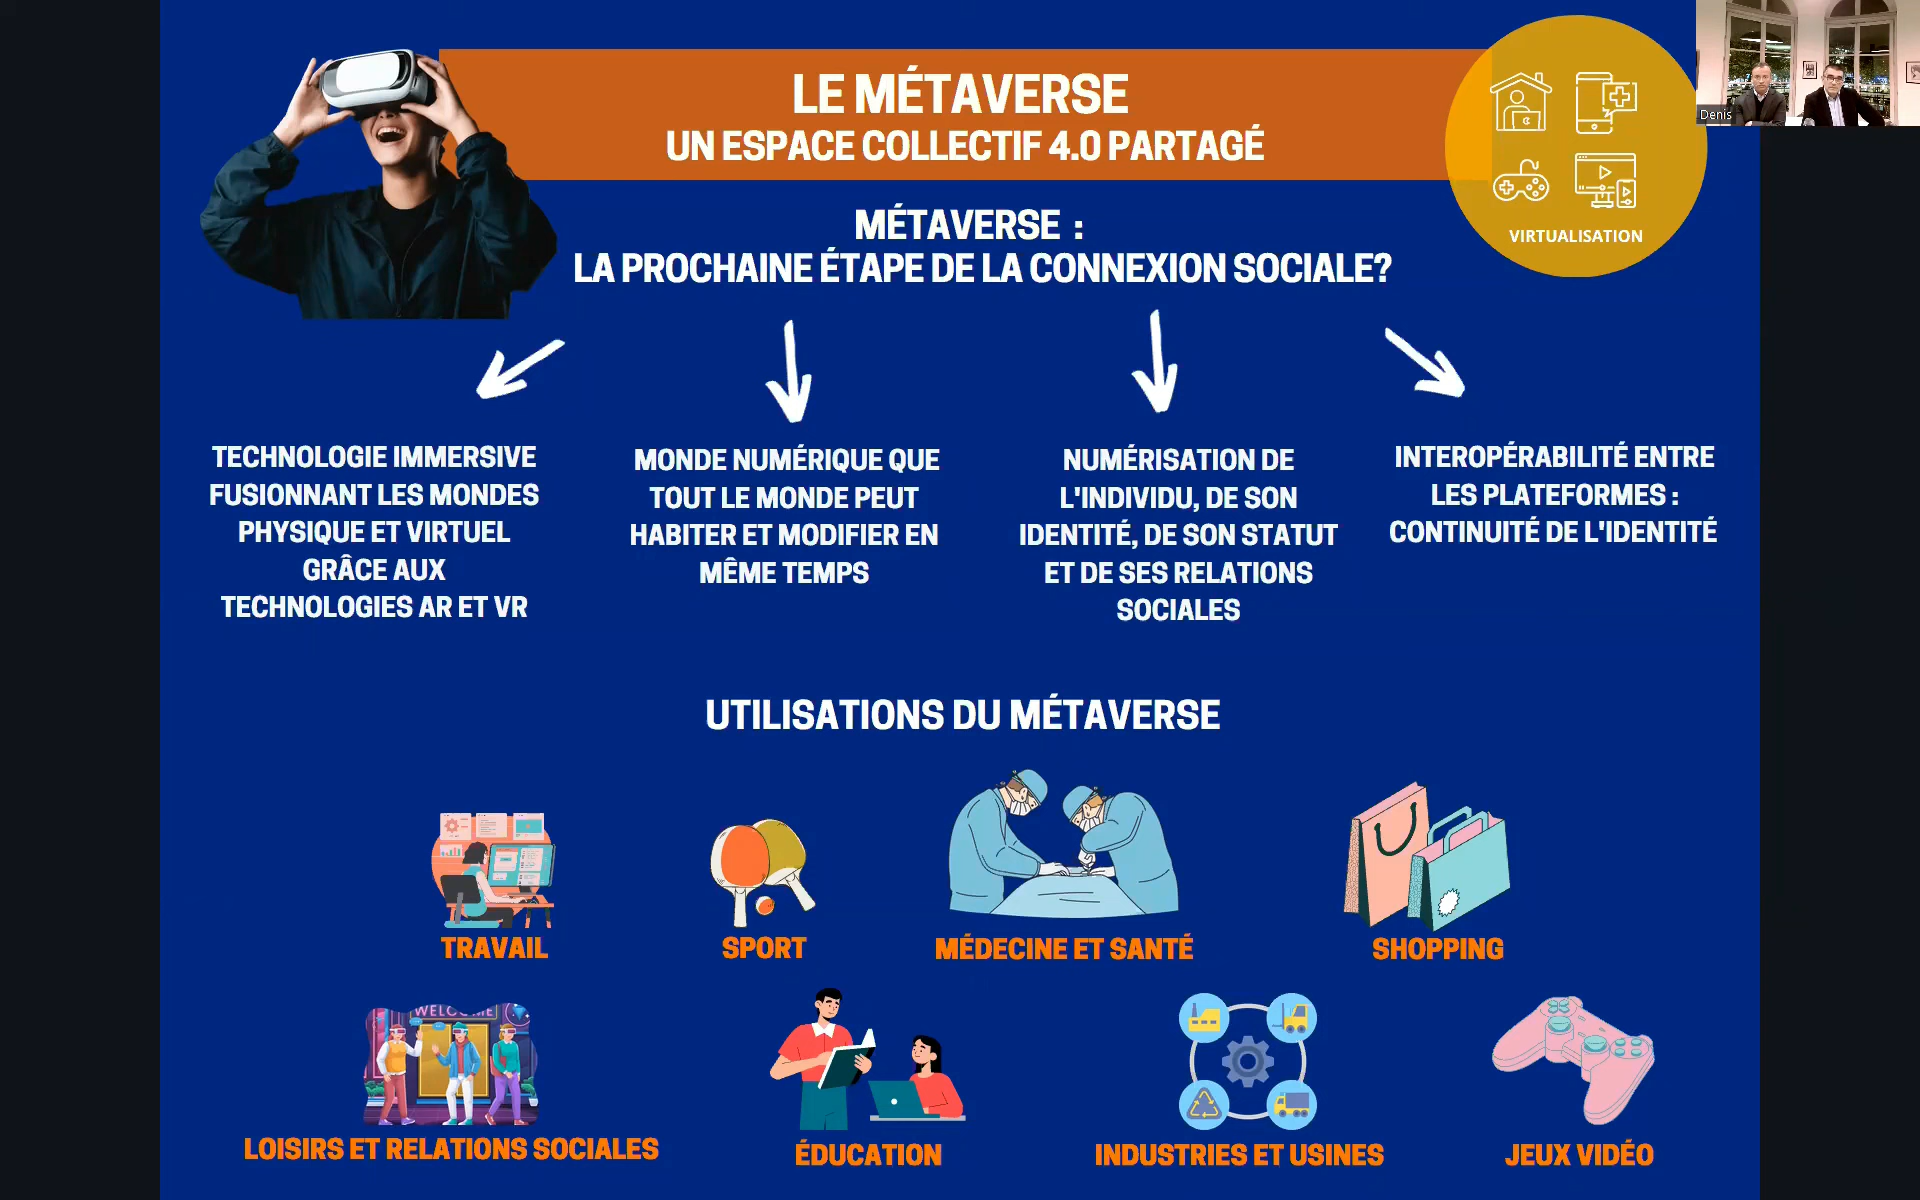 LE MÉTAVERSE
UN ESPACE COLLECTIF 4.0 PARTAGÉ
VIRTUALISATION
Denis
MÉTAVERSE :
LA PROCHAINE ÉTAPE DE LA CONNEXION SOCIALE?
TECHNOLOGIE IMMERSIVE
FUSIONNANT LES MONDES
PHYSIQUE ET VIRTUEL
GRÂCE AUX
TECHNOLOGIES AR ET VR
MONDE NUMÉRIQUE QUE
TOUT LE MONDE PEUT
HABITER ET MODIFIER EN
MÊME TEMPS
NUMÉRISATION DE
L'INDIVIDU, DE SON
IDENTITÉ, DE SON STATUT
ET DE SES RELATIONS
SOCIALES
INTEROPÉRABILITÉ ENTRE
LES PLATEFORMES :
CONTINUITÉ DE L'IDENTITÉ
UTILISATIONS DU MÉTAVERSE
TRAVAIL
SPORT
MÉDECINE ET SANTÉ
SHOPPING
WELCOME
LOISIRS ET RELATIONS SOCIALES
ÉDUCATION
INDUSTRIES ET USINES
JEUX VIDÉO